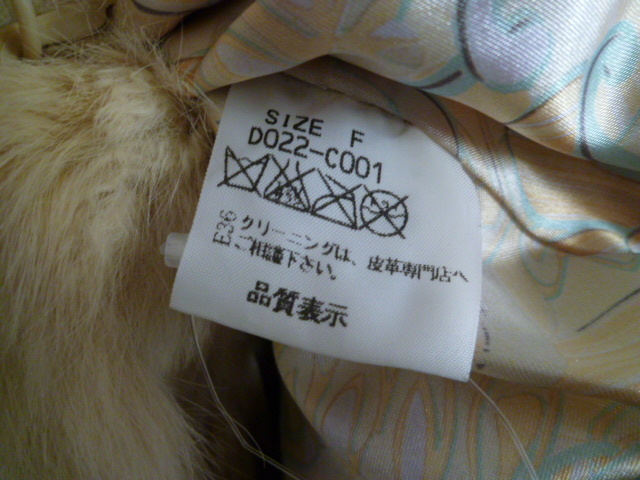 SIZE F
D022-C001
E36
クリーニングは、皮革専門店へ
ご相談下さい。
品質表示